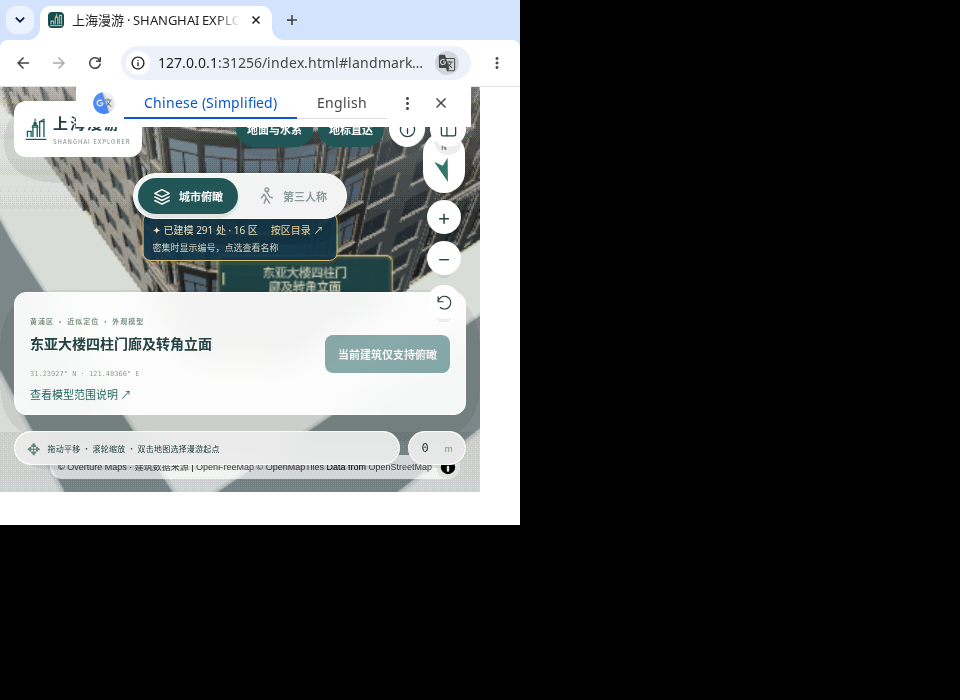 上海漫游 · SHANGHAI EXPLO
127.0.0.1:31256/index.html#landmark...
Chinese (Simplified)
English
上海漫游
SHANGHAI EXPLORER
地面与水系
地标直达
城市俯瞰
第三人称
✦ 已建模 291 处 · 16 区 按区目录 ↗
密集时显示编号，点选查看名称
东亚大楼四柱门
廊及转角立面
黄浦区 · 近似定位 · 外观模型
东亚大楼四柱门廊及转角立面
当前建筑仅支持俯瞰
31.23927° N · 121.48366° E
查看模型范围说明 ↗
拖动平移 · 滚轮缩放 · 双击地图选择漫游起点
0 m
© Overture Maps · 建筑数据来源 | OpenFreeMap © OpenMapTiles Data from OpenStreetMap